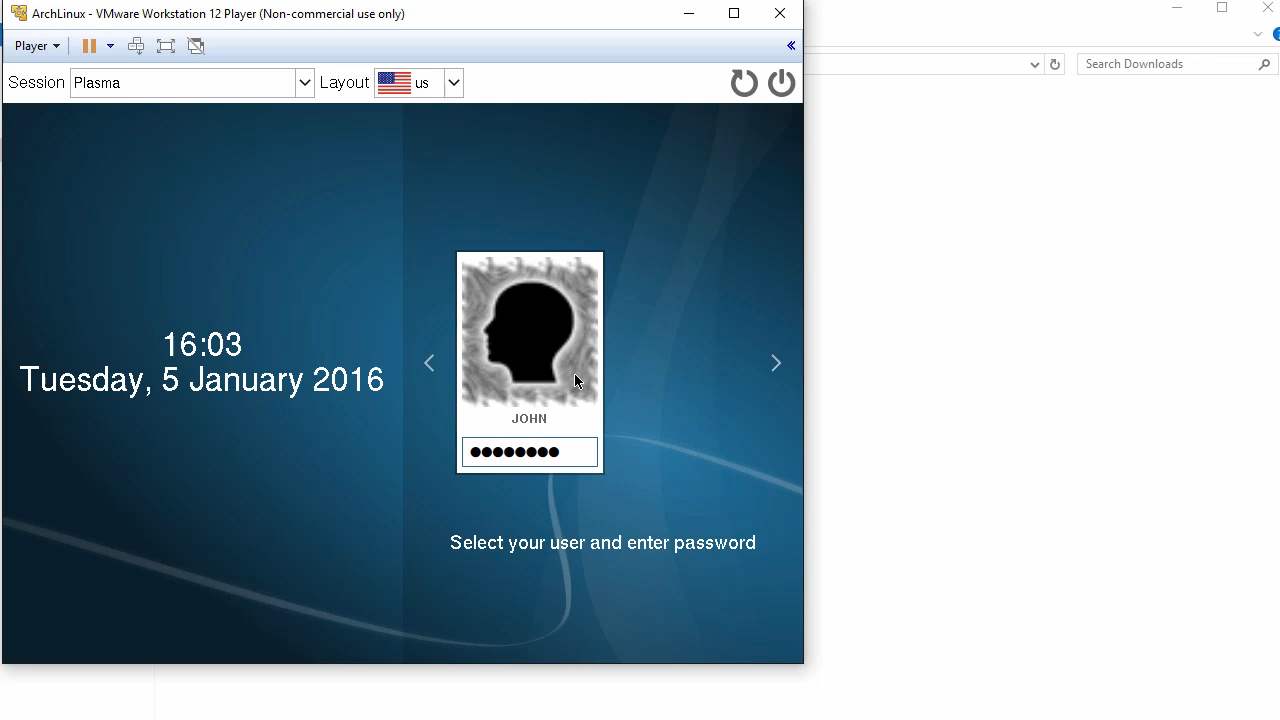 ArchLinux - VMware Workstation 12 Player (Non-commercial use only)
Player
Search Downloads
Session Plasma Layout us
16:03
Tuesday, 5 January 2016
JOHN
Select your user and enter password